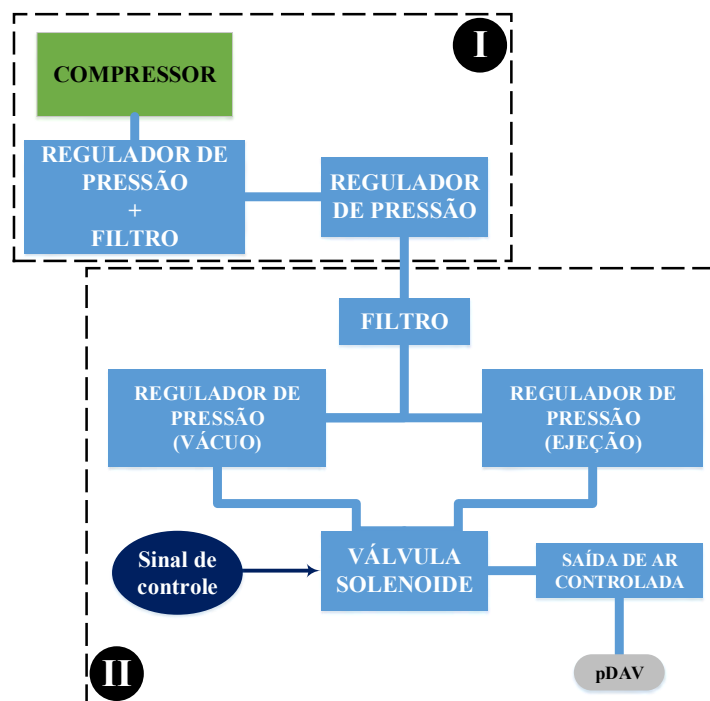 I
COMPRESSOR
REGULADOR DE
PRESSÃO
+
FILTRO
REGULADOR
DE PRESSÃO
FILTRO
REGULADOR DE
PRESSÃO
(VÁCUO)
REGULADOR DE
PRESSÃO
(EJEÇÃO)
Sinal de
controle
VÁLVULA
SOLENOIDE
SAÍDA DE AR
CONTROLADA
II
pDAV